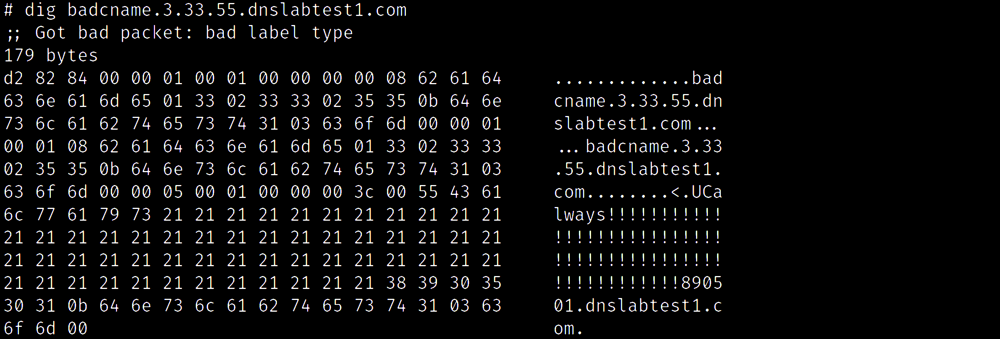 # dig badcname.3.33.55.dnslabtest1.com
;; Got bad packet: bad label type
179 bytes
d2 82 84 00 00 01 00 01 00 00 00 00 08 62 61 64 .............bad
63 6e 61 6d 65 01 33 02 33 33 02 35 35 0b 64 6e cname.3.33.55.dn
73 6c 61 62 74 65 73 74 31 03 63 6f 6d 00 00 01 slabtest1.com...
00 01 08 62 61 64 63 6e 61 6d 65 01 33 02 33 33 ...badcname.3.33
02 35 35 0b 64 6e 73 6c 61 62 74 65 73 74 31 03 .55.dnslabtest1.
63 6f 6d 00 00 05 00 01 00 00 00 3c 00 55 43 61 com........<.UCa
6c 77 61 79 73 21 21 21 21 21 21 21 21 21 21 21 lways!!!!!!!!!!!
21 21 21 21 21 21 21 21 21 21 21 21 21 21 21 21 !!!!!!!!!!!!!!!!
21 21 21 21 21 21 21 21 21 21 21 21 21 21 21 21 !!!!!!!!!!!!!!!!
21 21 21 21 21 21 21 21 21 21 21 21 38 39 30 35 !!!!!!!!!!!!8905
30 31 0b 64 6e 73 6c 61 62 74 65 73 74 31 03 63 01.dnslabtest1.c
6f 6d 00 om.